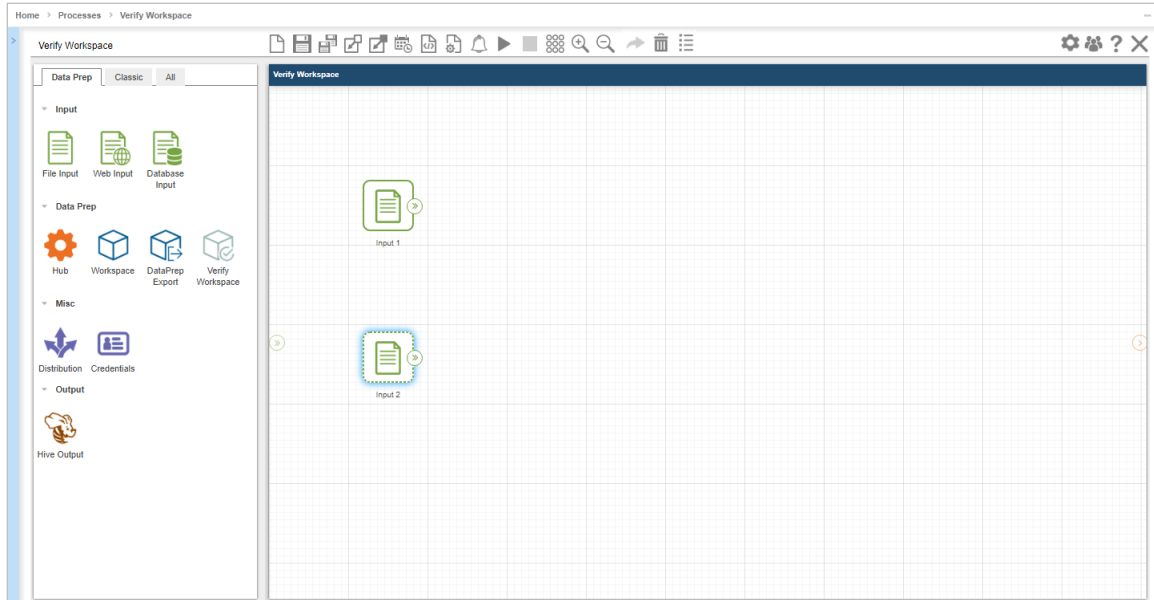 Home > Processes > Verify Workspace
Verify Workspace
Data Prep Classic All
Verify Workspace
Input
File Input Web Input Database Input
Data Prep
Hub Workspace DataPrep Export Verify Workspace
Misc
Distribution Credentials
Output
Hive Output
Input 1
Input 2